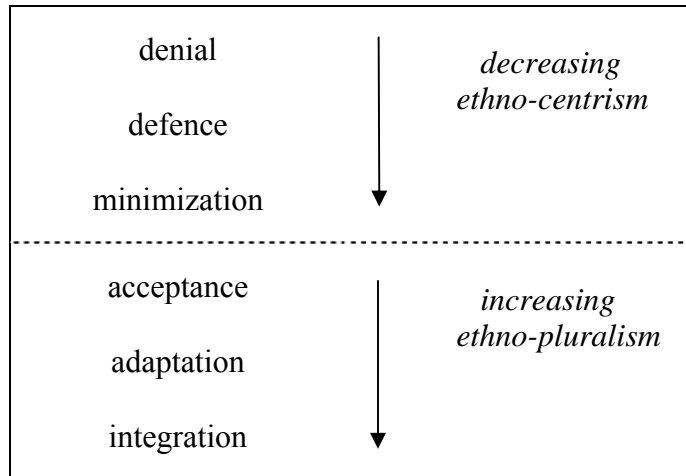 denial
defence
minimization
decreasing
ethno-centrism
acceptance
adaptation
integration
increasing
ethno-pluralism